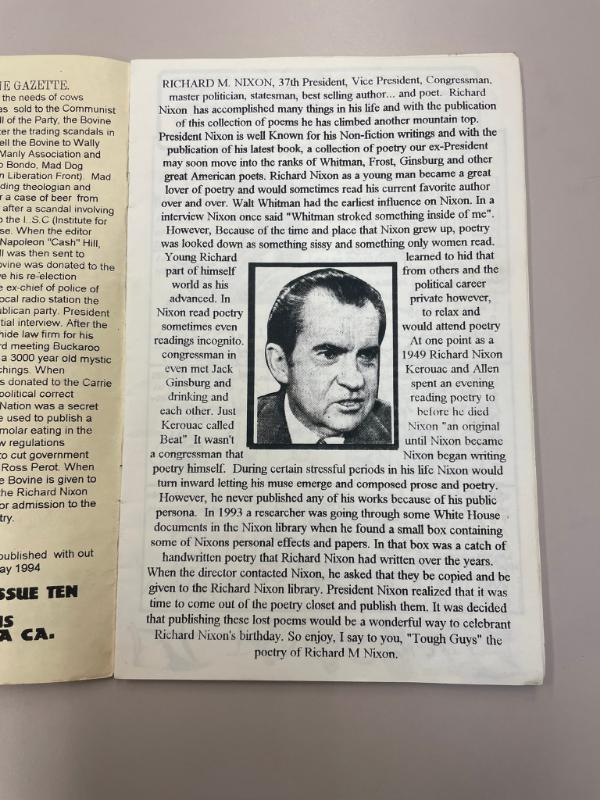 NE GAZETTE.
the needs of cows
as sold to the Communist
ll of the Party, the Bovine
ter the trading scandals in
ell the Bovine to Wally
Manly Association and
o Bondo, Mad Dog
n Liberation Front). Mad
ding theologian and
r a case of beer from
after a scandal involving
o the I..S.C (Institute for
se. When the editor
Napoleon "Cash" Hill,
ll was then sent to
ovine was donated to the
ve his re-election
e ex-chief of police of
ocal radio station the
ublican party. President
tial interview. After the
hide law firm for his
rd meeting Buckaroo
a 3000 year old mystic
chings. When
s donated to the Carrie
political correct
Nation was a secret
e used to publish a
molar eating in the
w regulations
to cut government
Ross Perot. When
e Bovine is given to
the Richard Nixon
or admission to the
try.
published with out
ay 1994
SSUE TEN
IS
A CA.
RICHARD M. NIXON, 37th President, Vice President, Congressman,
master politician, statesman, best selling author... and poet. Richard
Nixon has accomplished many things in his life and with the publication
of this collection of poems he has climbed another mountain top.
President Nixon is well Known for his Non-fiction writings and with the
publication of his latest book, a collection of poetry our ex-President
may soon move into the ranks of Whitman, Frost, Ginsburg and other
great American poets. Richard Nixon as a young man became a great
lover of poetry and would sometimes read his current favorite author
over and over. Walt Whitman had the earliest influence on Nixon. In a
interview Nixon once said "Whitman stroked something inside of me".
However, Because of the time and place that Nixon grew up, poetry
was looked down as something sissy and something only women read.
Young Richard learned to hid that
part of himself from others and the
world as his political career
advanced. In private however,
Nixon read poetry to relax and
sometimes even would attend poetry
readings incognito. At one point as a
congressman in 1949 Richard Nixon
even met Jack Kerouac and Allen
Ginsburg and spent an evening
drinking and reading poetry to
each other. Just before he died
Kerouac called Nixon "an original
Beat" It wasn't until Nixon became
a congressman that Nixon began writing
poetry himself. During certain stressful periods in his life Nixon would
turn inward letting his muse emerge and composed prose and poetry.
However, he never published any of his works because of his public
persona. In 1993 a researcher was going through some White House
documents in the Nixon library when he found a small box containing
some of Nixons personal effects and papers. In that box was a catch of
handwritten poetry that Richard Nixon had written over the years.
When the director contacted Nixon, he asked that they be copied and be
given to the Richard Nixon library. President Nixon realized that it was
time to come out of the poetry closet and publish them. It was decided
that publishing these lost poems would be a wonderful way to celebrant
Richard Nixon's birthday. So enjoy, I say to you, "Tough Guys" the
poetry of Richard M Nixon.